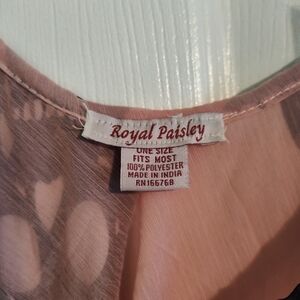 Royal Paisley
ONE SIZE
FITS MOST
100% POLYESTER
MADE IN INDIA
RN166768